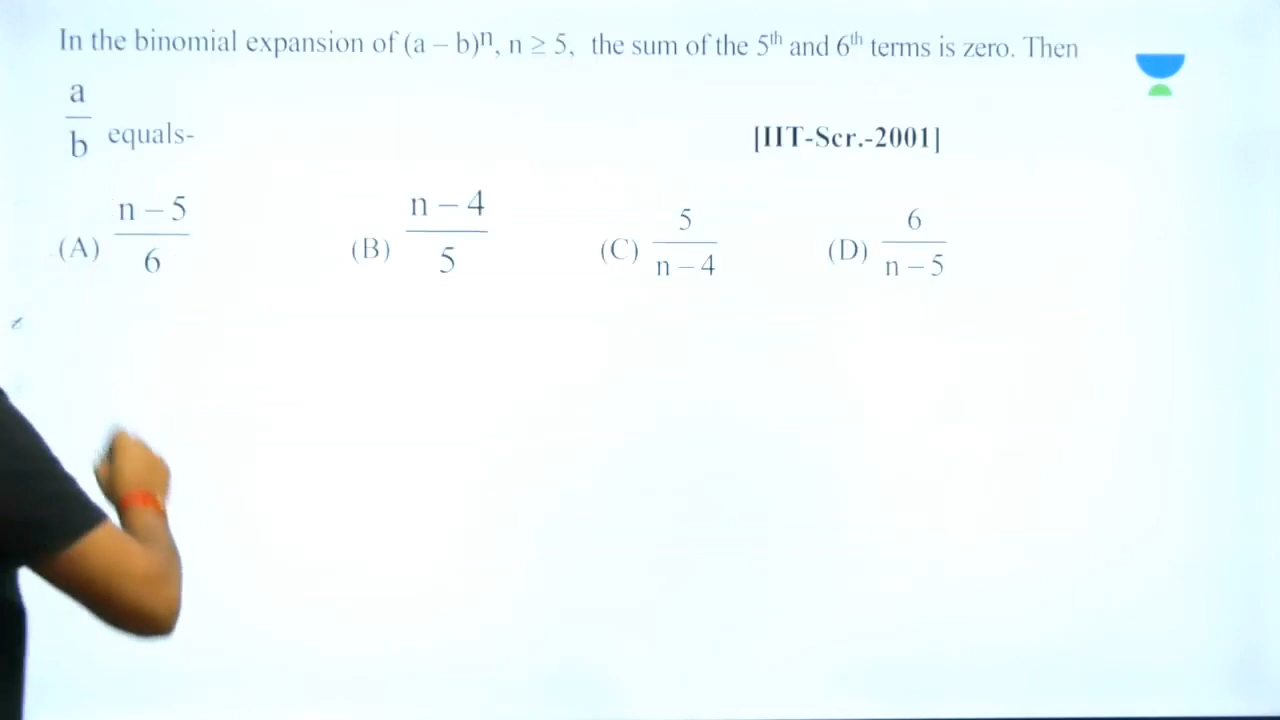 In the binomial expansion of (a – b)ⁿ, n ≥ 5, the sum of the 5ᵗʰ and 6ᵗʰ terms is zero. Then
a/b equals-
[IIT-Scr.-2001]
(A) (n – 5)/6 (B) (n – 4)/5 (C) 5/(n – 4) (D) 6/(n – 5)